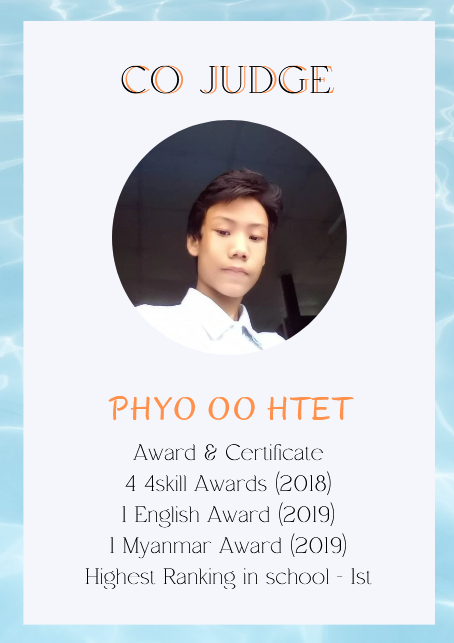 CO JUDGE
PHYO OO HTET
Award & Certificate
4 4skill Awards (2018)
1 English Award (2019)
1 Myanmar Award (2019)
Highest Ranking in school - 1st